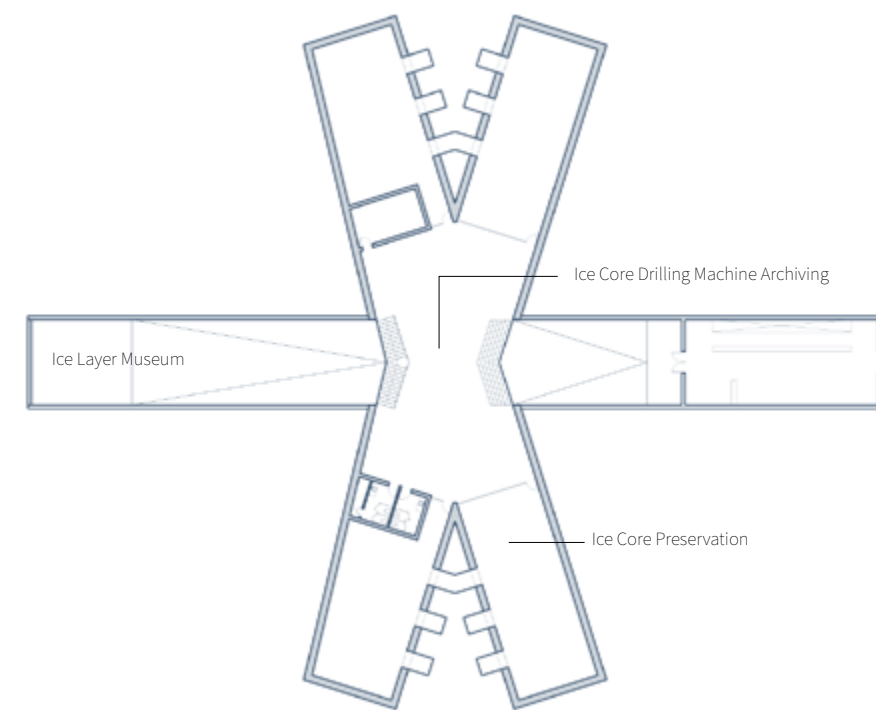 Ice Core Drilling Machine Archiving
Ice Layer Museum
Ice Core Preservation